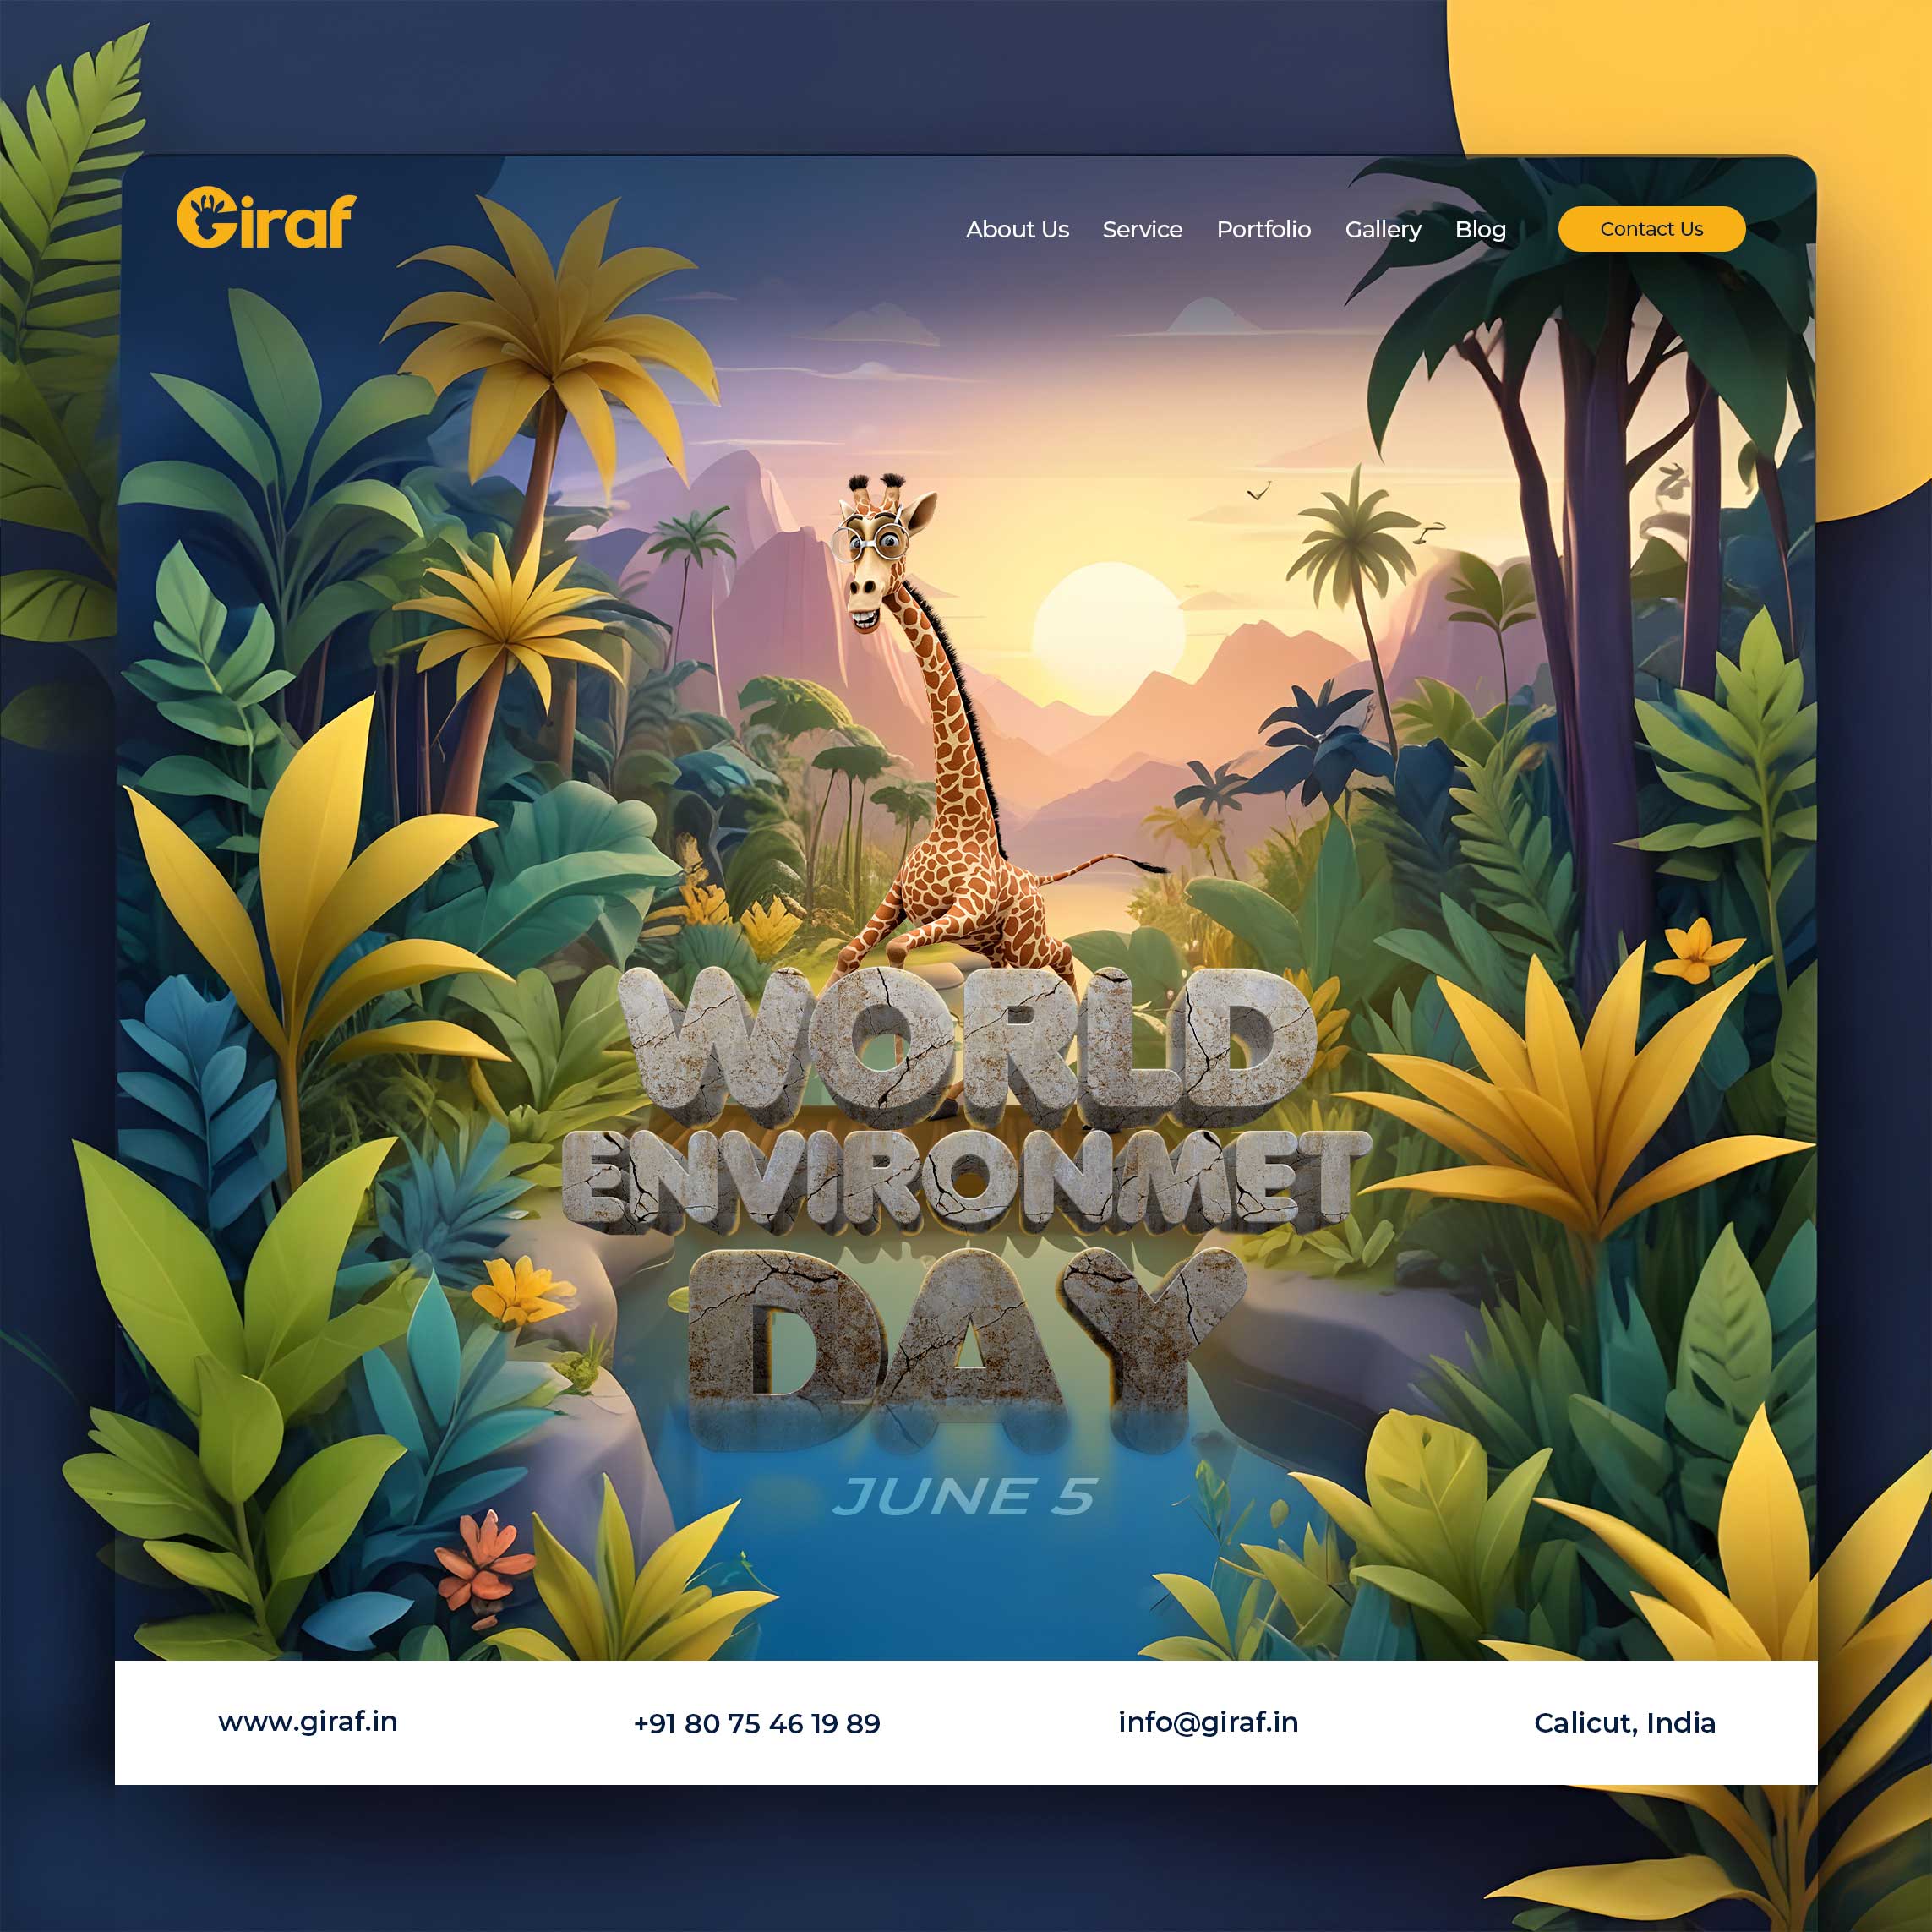 Giraf
About Us Service Portfolio Gallery Blog Contact Us
WORLD
ENVIRONMET
DAY
JUNE 5
www.giraf.in +91 80 75 46 19 89 info@giraf.in Calicut, India